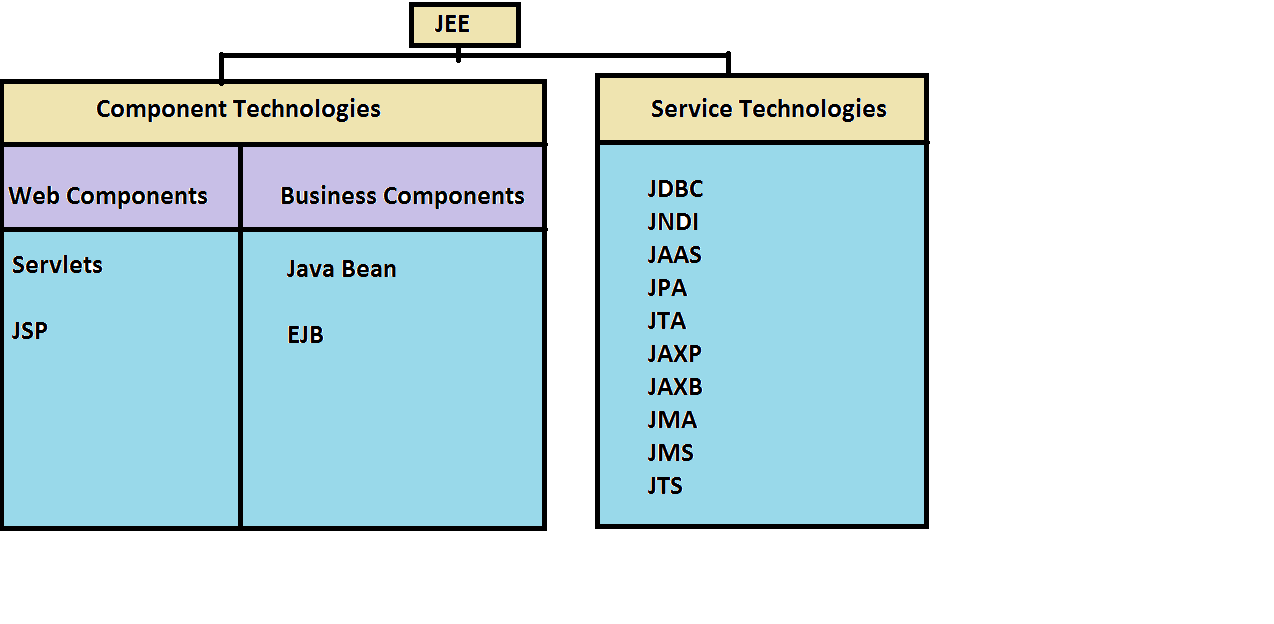 JEE
Component Technologies
Web Components
Business Components
Servlets
JSP
Java Bean
EJB
Service Technologies
JDBC
JNDI
JAAS
JPA
JTA
JAXP
JAXB
JMA
JMS
JTS